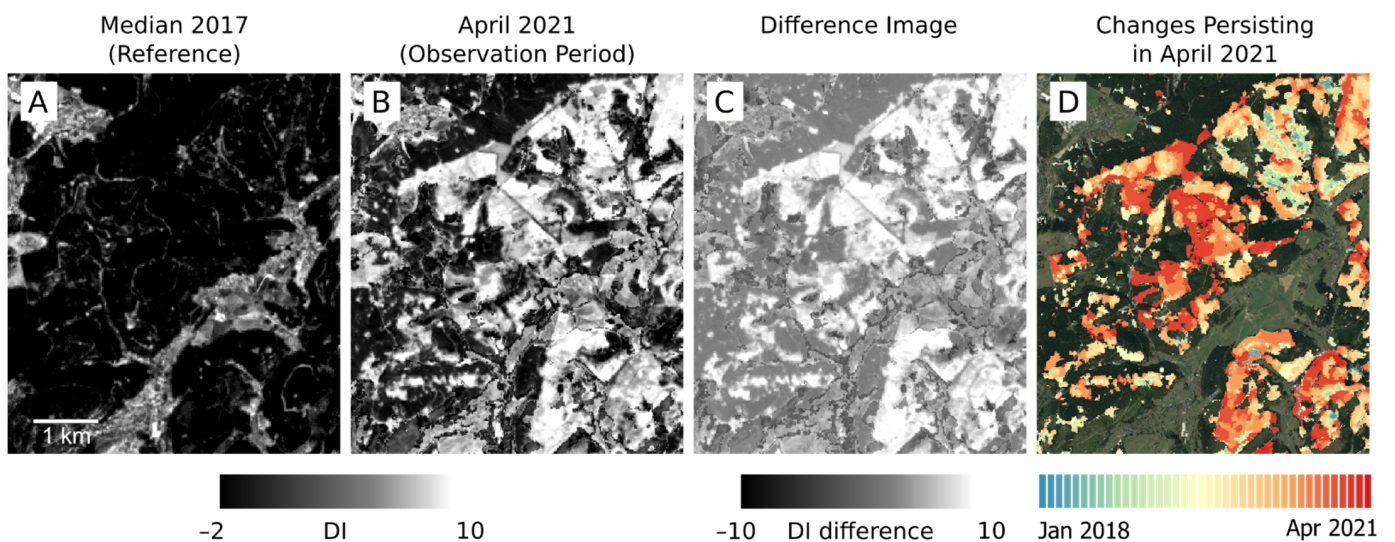 Median 2017
(Reference)
April 2021
(Observation Period)
Difference Image
Changes Persisting
in April 2021
A
B
C
D
1 km
−2 DI 10
−10 DI difference 10
Jan 2018 Apr 2021